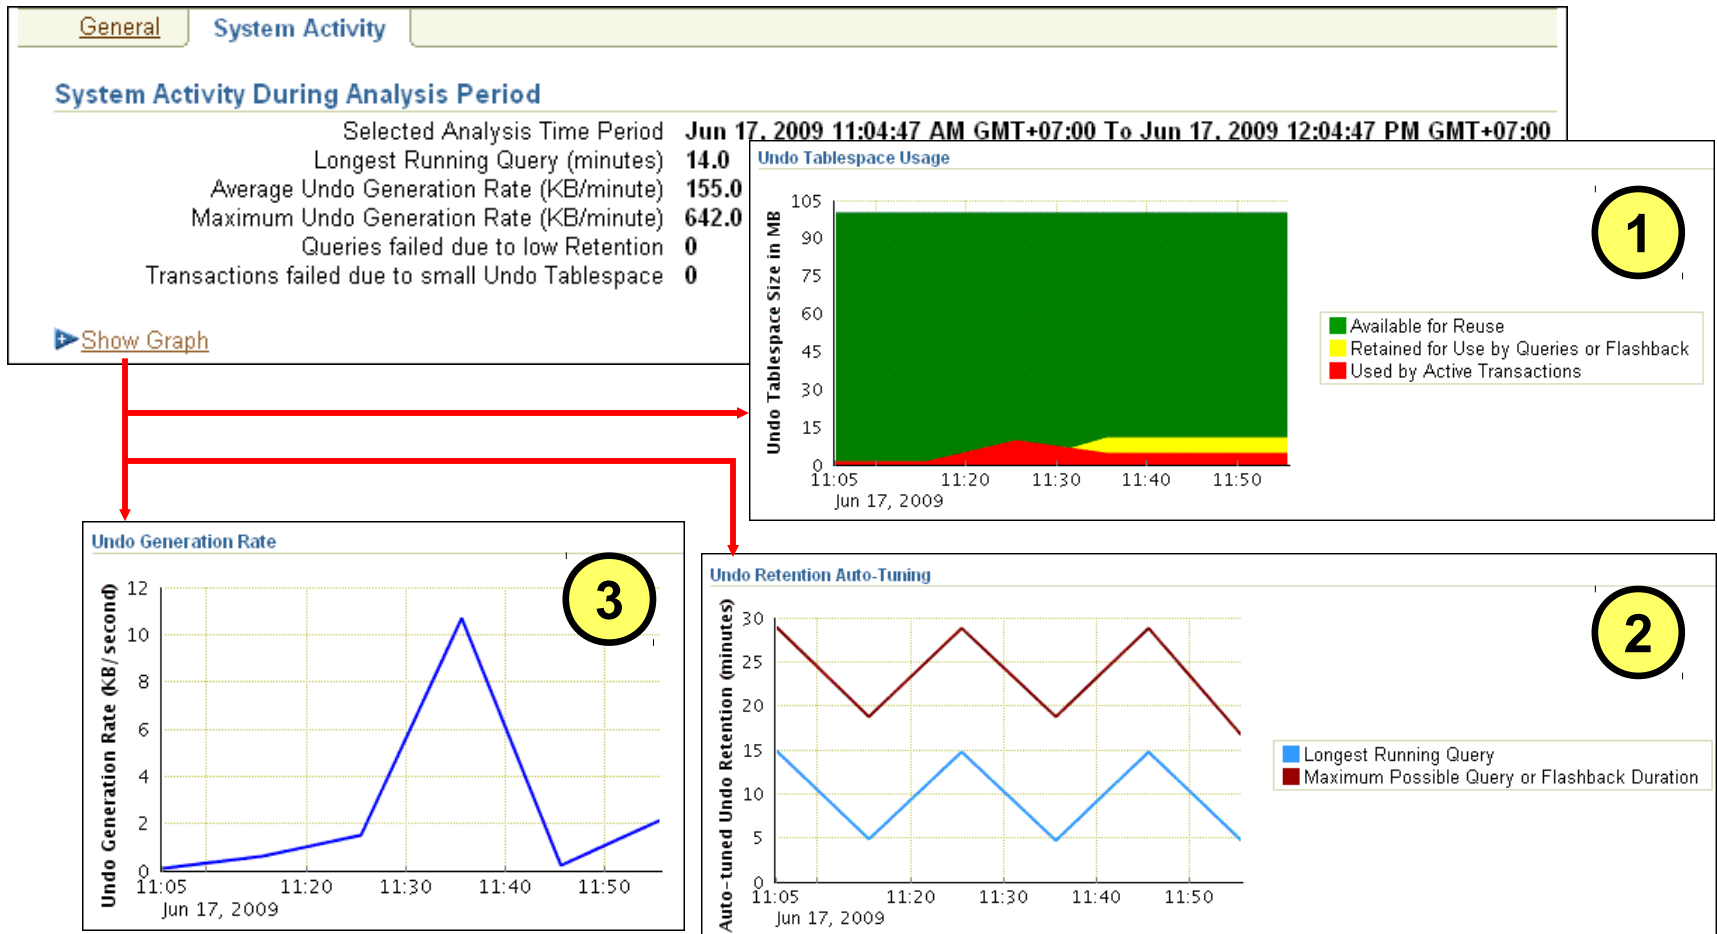 General
System Activity
System Activity During Analysis Period
Selected Analysis Time Period Jun 17, 2009 11:04:47 AM GMT+07:00 To Jun 17, 2009 12:04:47 PM GMT+07:00
Longest Running Query (minutes) 14.0
Average Undo Generation Rate (KB/minute) 155.0
Maximum Undo Generation Rate (KB/minute) 642.0
Queries failed due to low Retention 0
Transactions failed due to small Undo Tablespace 0
Show Graph
Undo Tablespace Usage
1
Undo Tablespace Size in MB
105
90
75
60
45
30
15
0
11:05 11:20 11:30 11:40 11:50
Jun 17, 2009
Available for Reuse
Retained for Use by Queries or Flashback
Used by Active Transactions
Undo Generation Rate
3
Undo Generation Rate (KB/second)
12
10
8
6
4
2
0
11:05 11:20 11:30 11:40 11:50
Jun 17, 2009
Undo Retention Auto-Tuning
2
Auto-tuned Undo Retention (minutes)
30
25
20
15
10
5
0
11:05 11:20 11:30 11:40 11:50
Jun 17, 2009
Longest Running Query
Maximum Possible Query or Flashback Duration